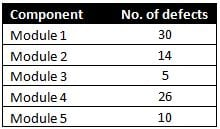 Component No. of defects
Module 1 30
Module 2 14
Module 3 5
Module 4 26
Module 5 10